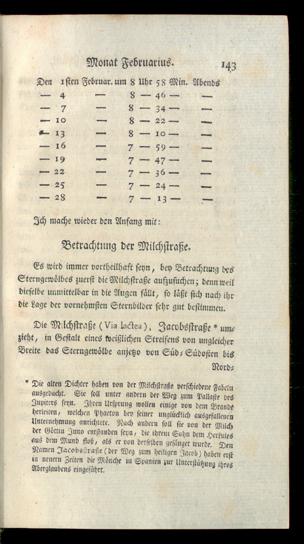 Monat Februarius. 143
Den 1sten Februar. um 8 Uhr 58 Min. Abends
— 4 — 8 — 46 — —
— 7 — 8 — 34 — —
— 10 — 8 — 22 — —
— 13 — 8 — 10 — —
— 16 — 7 — 59 — —
— 19 — 7 — 47 — —
— 22 — 7 — 36 — —
— 25 — 7 — 24 — —
— 28 — 7 — 13 — —
Ich mache wieder den Anfang mit:
Betrachtung der Milchstraße.
Es wird immer vortheilhaft seyn, bey Betrachtung des
Sterngewölbes zuerst die Milchstraße aufzusuchen; denn weil
dieselbe unmittelbar in die Augen fällt, so läßt sich nach ihr
die Lage der vornehmsten Sternbilder sehr gut bestimmen.
Die Milchstraße (Via lactea), Jacobsstraße * um-
zieht, in Gestalt eines weißlichen Streifens von ungleicher
Breite das Sterngewölbe anjetzo von Süd-Südosten bis
Nord-
* Die alten Dichter haben von der Milchstraße verschiedene Fabeln
ausgedacht. Sie soll unter andern der Weg zum Pallaste des
Jupiters seyn. Ihren Ursprung wollen einige von dem Brande
herleiten, welchen Phaeton bey seiner unglücklich ausgefallenen
Unternehmung anrichtete. Nach andern soll sie von der Milch
der Göttin Juno entstanden seyn, die ihrem Sohn dem Herkules
aus dem Mund floß, als er von derselben gesäuget wurde. Den
Namen Jacobsstraße (der Weg zum heiligen Jacob) haben erst
in neuern Zeiten die Mönche in Spanien zur Unterstützung ihres
Aberglaubens eingeführt.